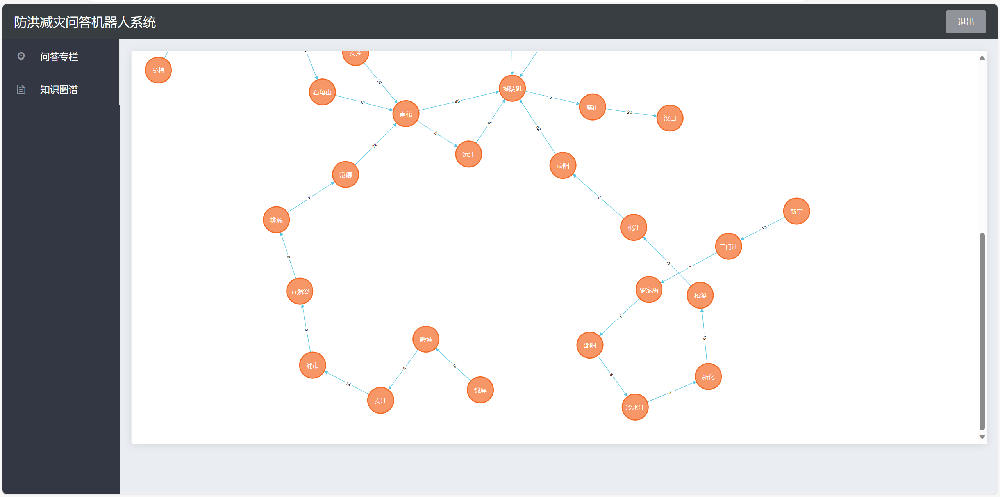 防洪减灾问答机器人系统
退出
问答专栏
知识图谱
安乡
桑植
20
城陵矶
石龟山
12
48
5
螺山
24
汉口
南花
8
40
52
22
沅江
益阳
常德
7
5
桃源
新宁
桃江
13
三门江
8
16
1
五强溪
罗家庙
柘溪
6
3
15
黔城
邵阳
浦市
14
6
6
新化
12
锦屏
4
安江
冷水江